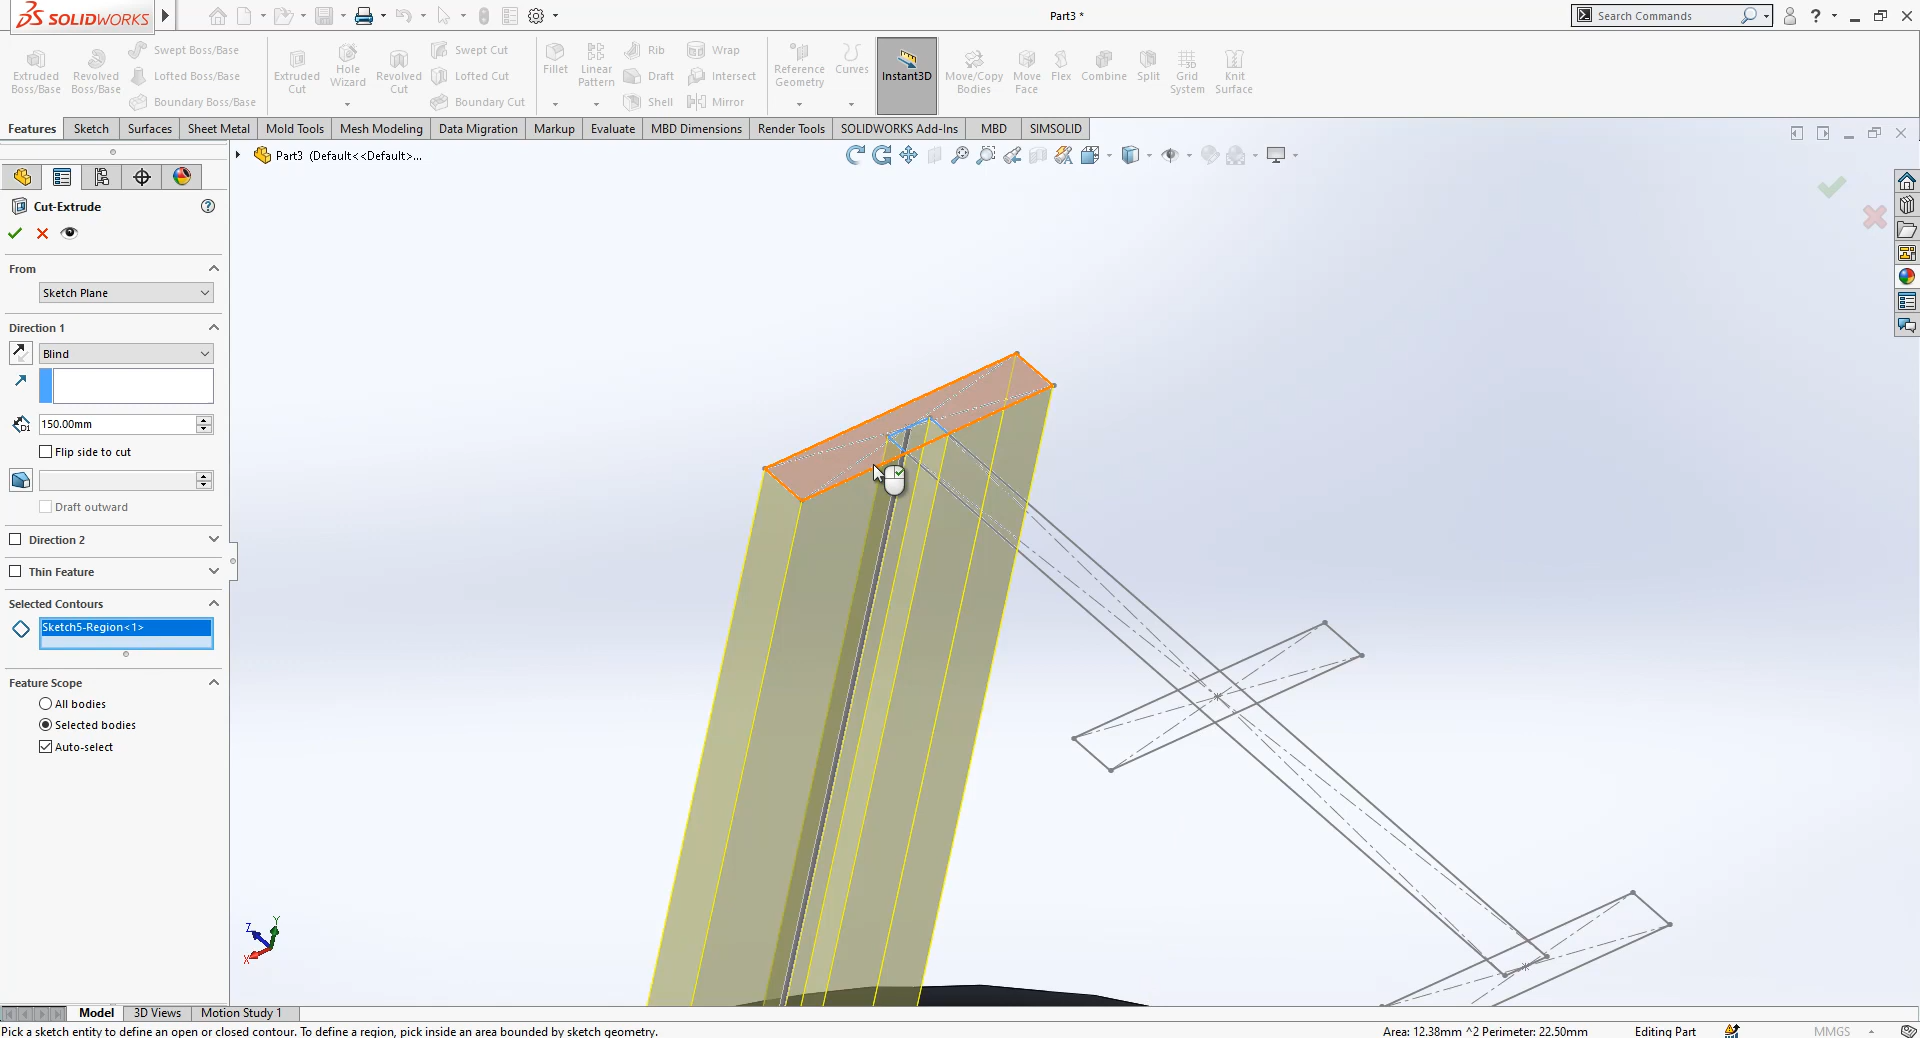 SOLIDWORKS
Part3 *
Search Commands
?
Extruded Boss/Base
Revolved Boss/Base
Swept Boss/Base
Lofted Boss/Base
Boundary Boss/Base
Extruded Cut
Hole Wizard
Revolved Cut
Swept Cut
Lofted Cut
Boundary Cut
Fillet
Linear Pattern
Rib
Draft
Shell
Wrap
Intersect
Mirror
Reference Geometry
Curves
Instant3D
Move/Copy Bodies
Move Face
Flex
Combine
Split
Grid System
Knit Surface
Features Sketch Surfaces Sheet Metal Mold Tools Mesh Modeling Data Migration Markup Evaluate MBD Dimensions Render Tools SOLIDWORKS Add-Ins MBD SIMSOLID
Part3 (Default<<Default>...
Cut-Extrude
?
From
Sketch Plane
Direction 1
Blind
D1
150.00mm
Flip side to cut
Draft outward
Direction 2
Thin Feature
Selected Contours
Sketch5-Region<1>
Feature Scope
All bodies
Selected bodies
Auto-select
Y
Z
X
Model 3D Views Motion Study 1
Pick a sketch entity to define an open or closed contour. To define a region, pick inside an area bounded by sketch geometry.
Area: 12.38mm ^2 Perimeter: 22.50mm
Editing Part
MMGS